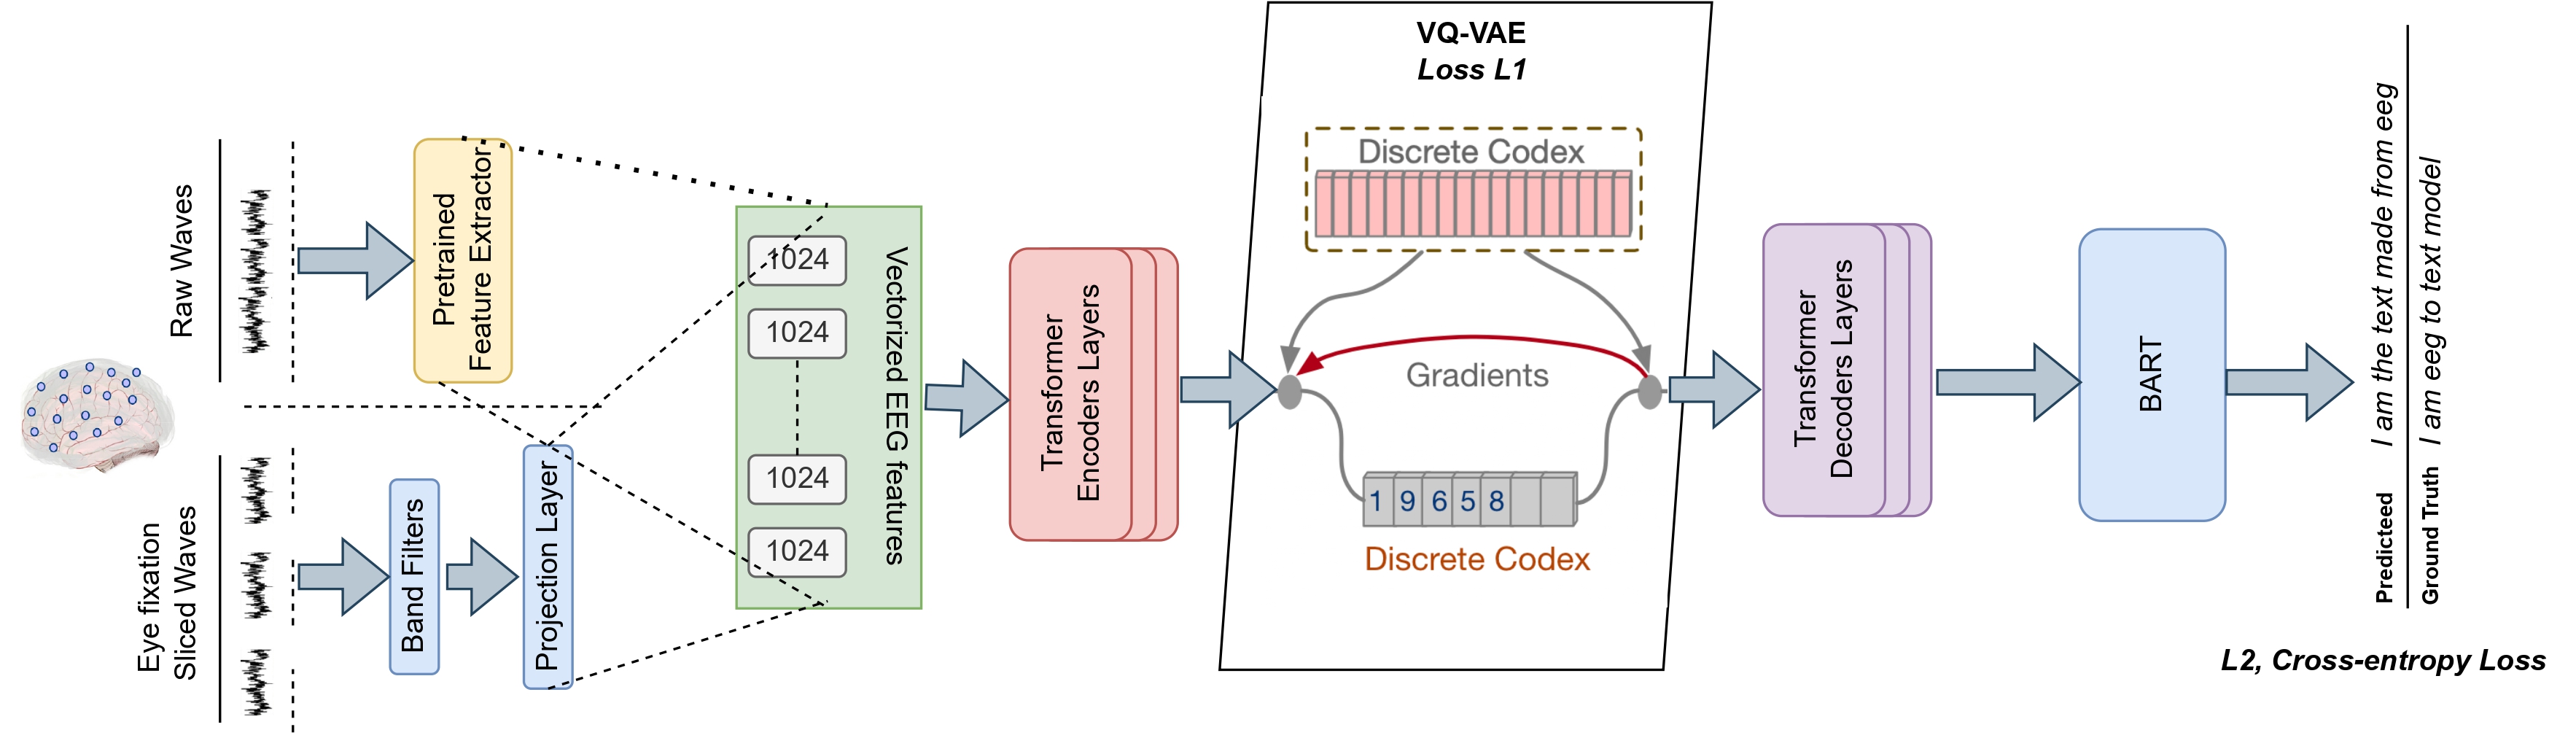 Raw Waves
Eye fixation
Sliced Waves
Pretrained
Feature Extractor
Band Filters
Projection Layer
1024
1024
1024
1024
Vectorized EEG features
Transformer
Encoders Layers
VQ-VAE
Loss L1
Discrete Codex
Gradients
1 9 6 5 8
Discrete Codex
Transformer
Decoders Layers
BART
Predicteed I am the text made from eeg
Ground Truth I am eeg to text model
L2, Cross-entropy Loss